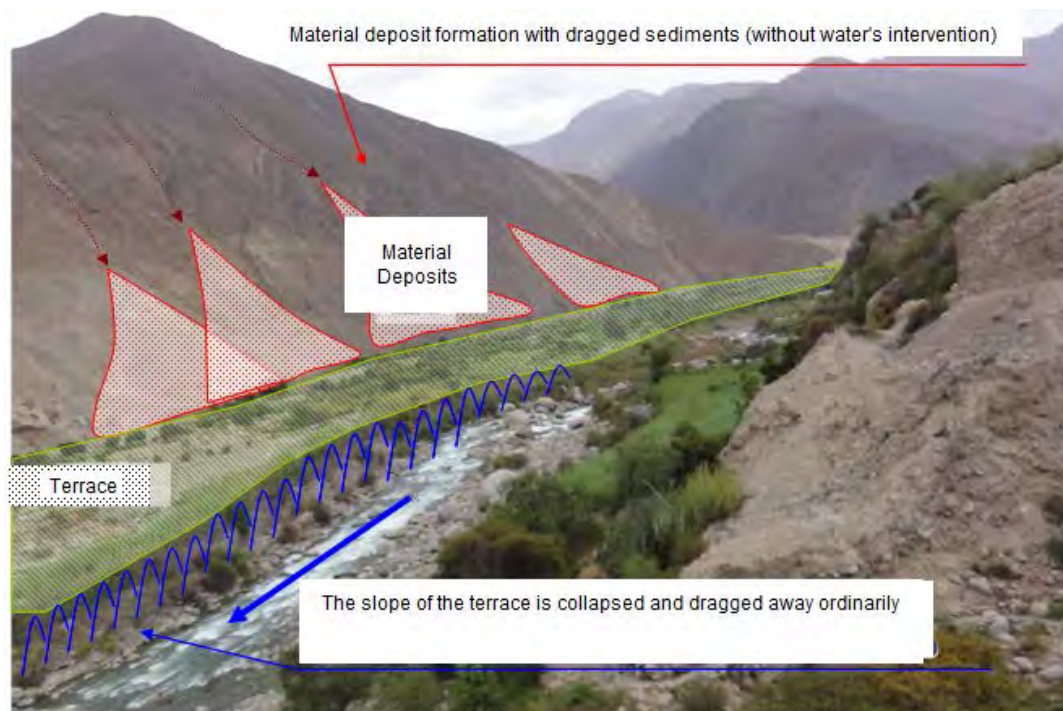 Material deposit formation with dragged sediments (without water's intervention)
Material
Deposits
Terrace
The slope of the terrace is collapsed and dragged away ordinarily